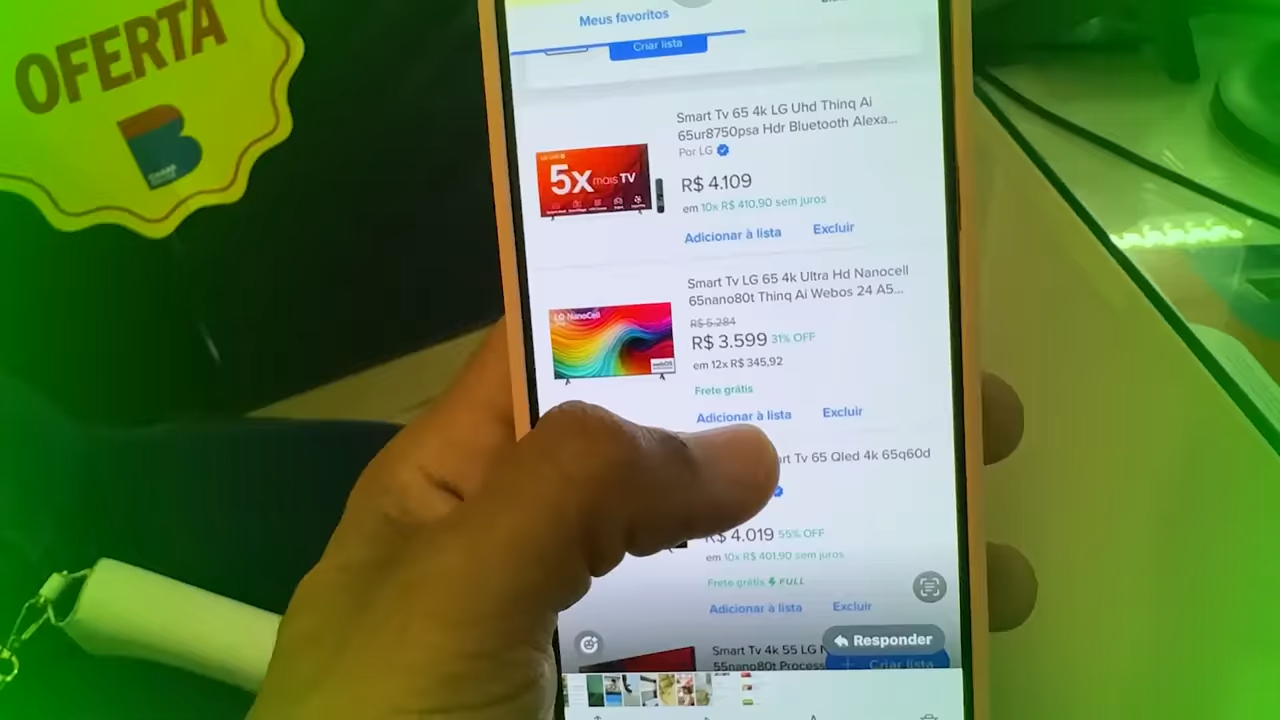 OFERTA
B
Meus favoritos
Criar lista
Smart Tv 65 4k LG Uhd Thinq Ai
65ur8750psa Hdr Bluetooth Alexa...
Por LG
5x mais TV
R$ 4.109
em 10x R$ 410,90 sem juros
Adicionar à lista Excluir
Smart Tv LG 65 4k Ultra Hd Nanocell
65nano80t Thinq Ai Webos 24 A5...
LG NanoCell
R$ 5.284
R$ 3.599 31% OFF
em 12x R$ 345,92
webOS
Frete grátis
Adicionar à lista Excluir
Tv 65 Qled 4k 65q60d
R$ 4.019 55% OFF
em 10x R$ 401,90 sem juros
Frete grátis FULL
Adicionar à lista Excluir
Responder
Smart Tv 4k 55 LG
55nano80t
Criar lista